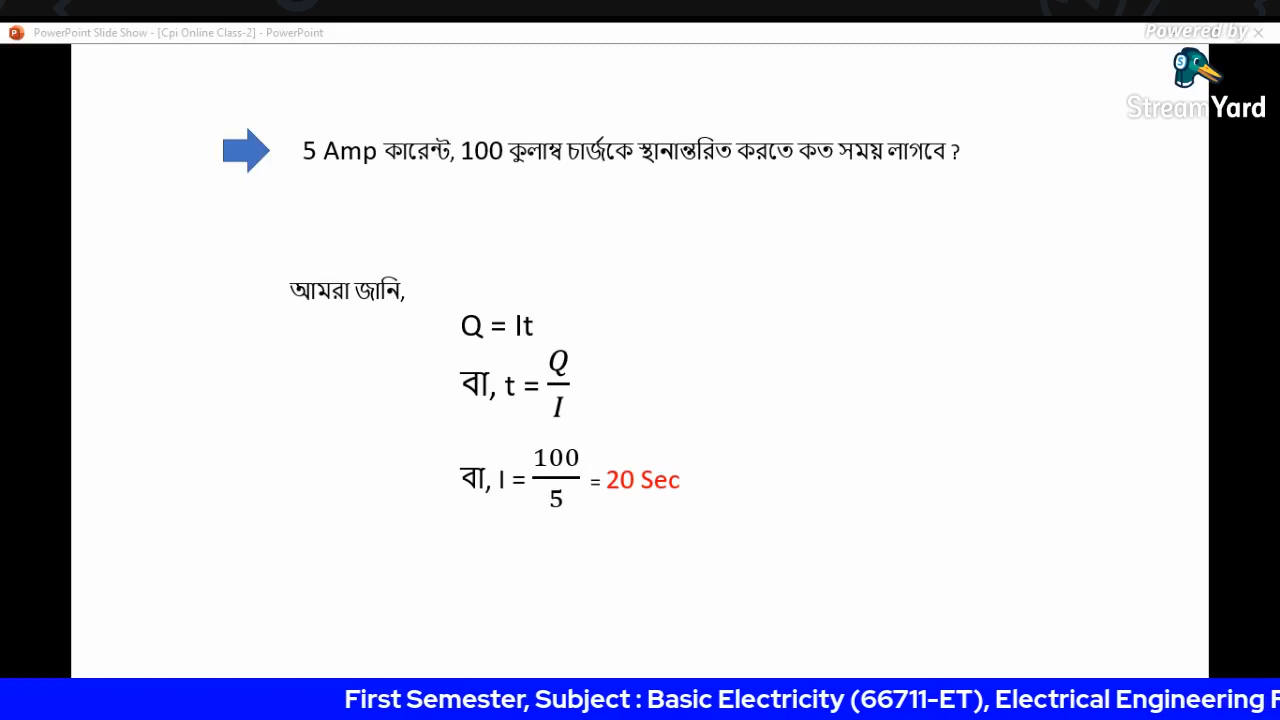 PowerPoint Slide Show - [Cpi Online Class-2] - PowerPoint
Powered by
StreamYard
5 Amp কারেন্ট, 100 কুলাম্ব চার্জকে স্থানান্তরিত করতে কত সময় লাগবে ?
আমরা জানি,
Q = It
বা, t = Q/I
বা, I = 100/5 = 20 Sec
First Semester, Subject : Basic Electricity (66711-ET), Electrical Engineering